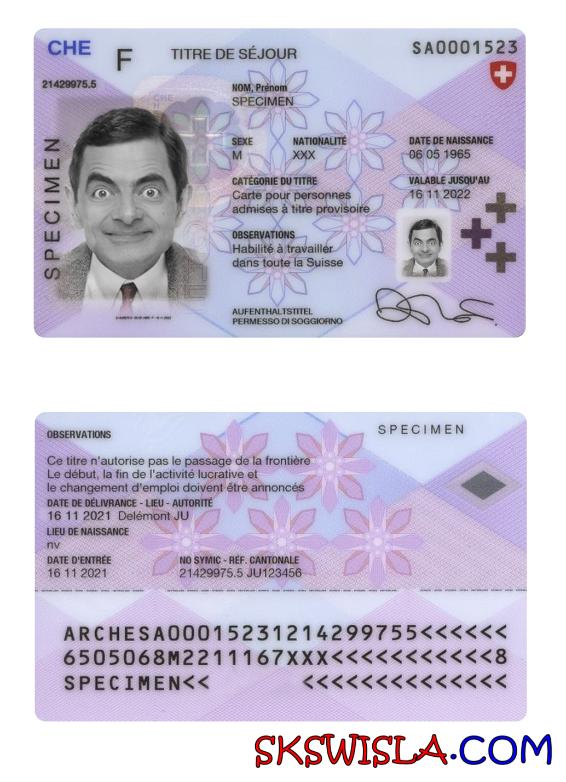 CHE
F
TITRE DE SÉJOUR
SA0001523
21429975.5
NOM, Prénom
SPECIMEN
SPECIMEN
SEXE NATIONALITÉ DATE DE NAISSANCE
M XXX 06 05 1965
CATÉGORIE DU TITRE VALABLE JUSQU'AU
Carte pour personnes 16 11 2022
admises à titre provisoire
OBSERVATIONS
Habilité à travailler
dans toute la Suisse
AUFENTHALTSTITEL
PERMESSO DI SOGGIORNO
OBSERVATIONS
SPECIMEN
Ce titre n'autorise pas le passage de la frontière
Le début, la fin de l'activité lucrative et
le changement d'emploi doivent être annoncés
DATE DE DÉLIVRANCE - LIEU - AUTORITÉ
16 11 2021 Delémont JU
LIEU DE NAISSANCE
nv
DATE D'ENTRÉE NO SYMIC - RÉF. CANTONALE
16 11 2021 21429975.5 JU123456
ARCHESA00015231214299755<<<<<<
6505068M2211167XXX<<<<<<<<<<<8
SPECIMEN<< <<<<<<<<<<<<<<<
SKSWISLA.COM